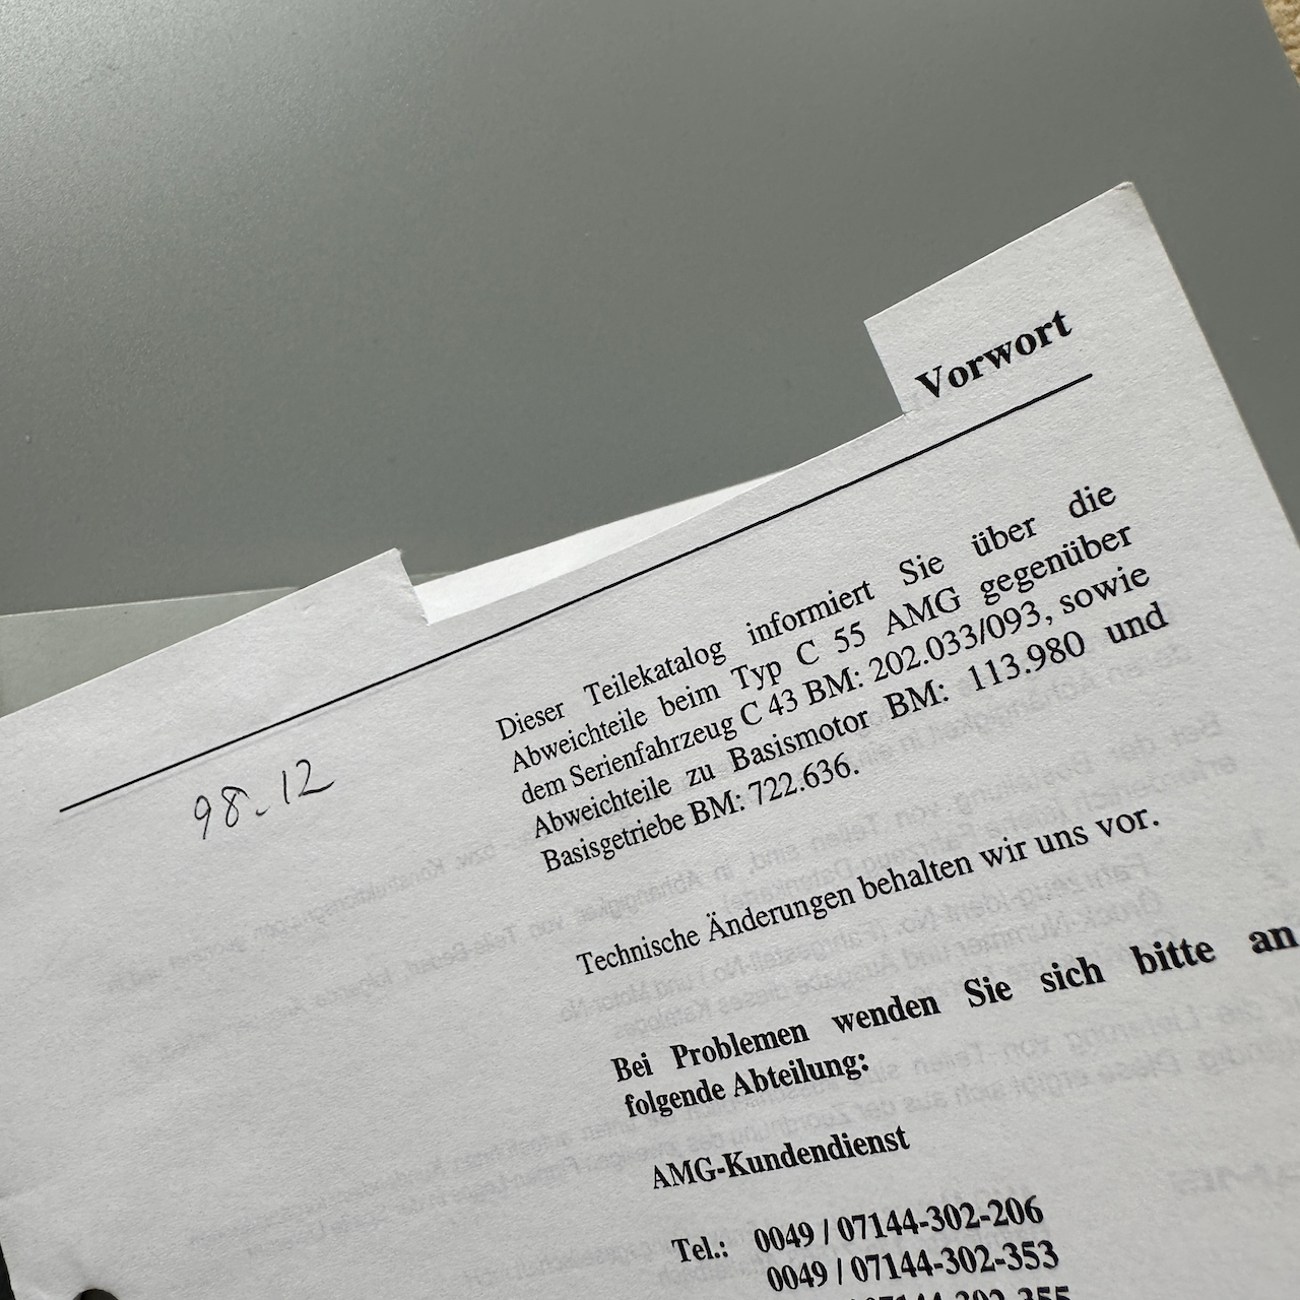 Vorwort
98.12
Dieser Teilekatalog informiert Sie über die
Abweichteile beim Typ C 55 AMG gegenüber
dem Serienfahrzeug C 43 BM: 202.033/093, sowie
Abweichteile zu Basismotor BM: 113.980 und
Basisgetriebe BM: 722.636.
Technische Änderungen behalten wir uns vor.
Bei Problemen wenden Sie sich bitte an
folgende Abteilung:
AMG-Kundendienst
Tel.: 0049 / 07144-302-206
0049 / 07144-302-353
07144-302-355